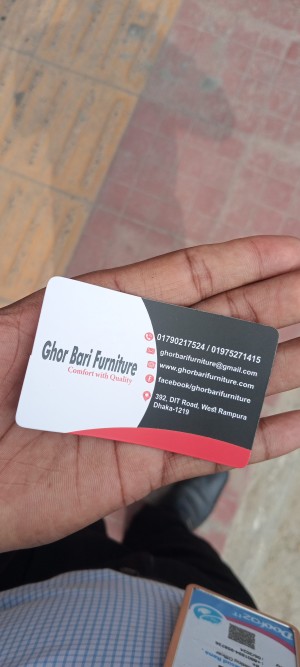 Ghor Bari Furniture
Comfort with Quality
01790217524 / 01975271415
ghorbarifurniture@gmail.com
www.ghorbarifurniture.com
facebook/ghorbarifurniture
392, DIT Road, West Rampura
Dhaka-1219